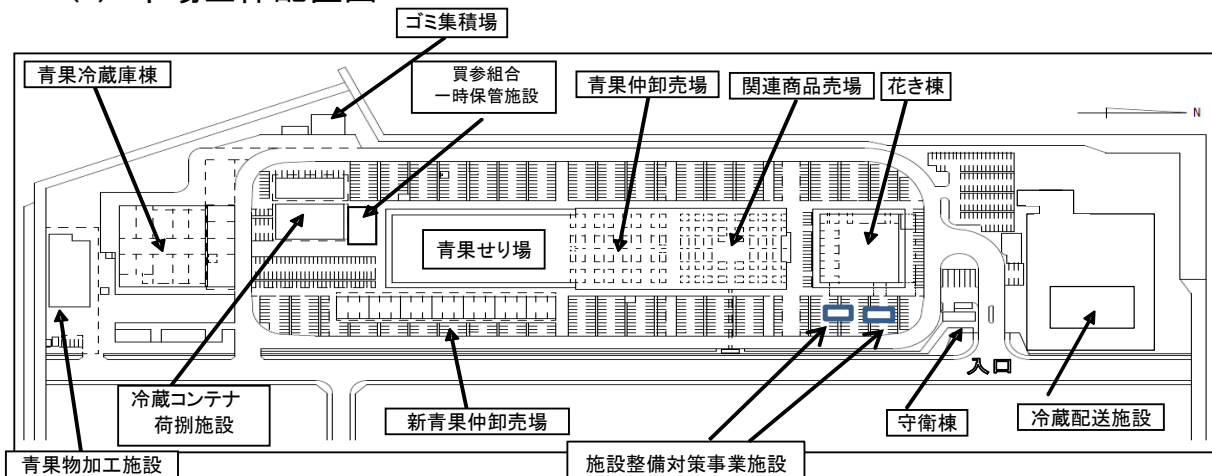 ゴミ集積場
青果冷蔵庫棟
買参組合
一時保管施設
青果仲卸売場
関連商品売場
花き棟
N
青果せり場
入口
冷蔵コンテナ
荷捌施設
新青果仲卸売場
守衛棟
冷蔵配送施設
青果物加工施設
施設整備対策事業施設